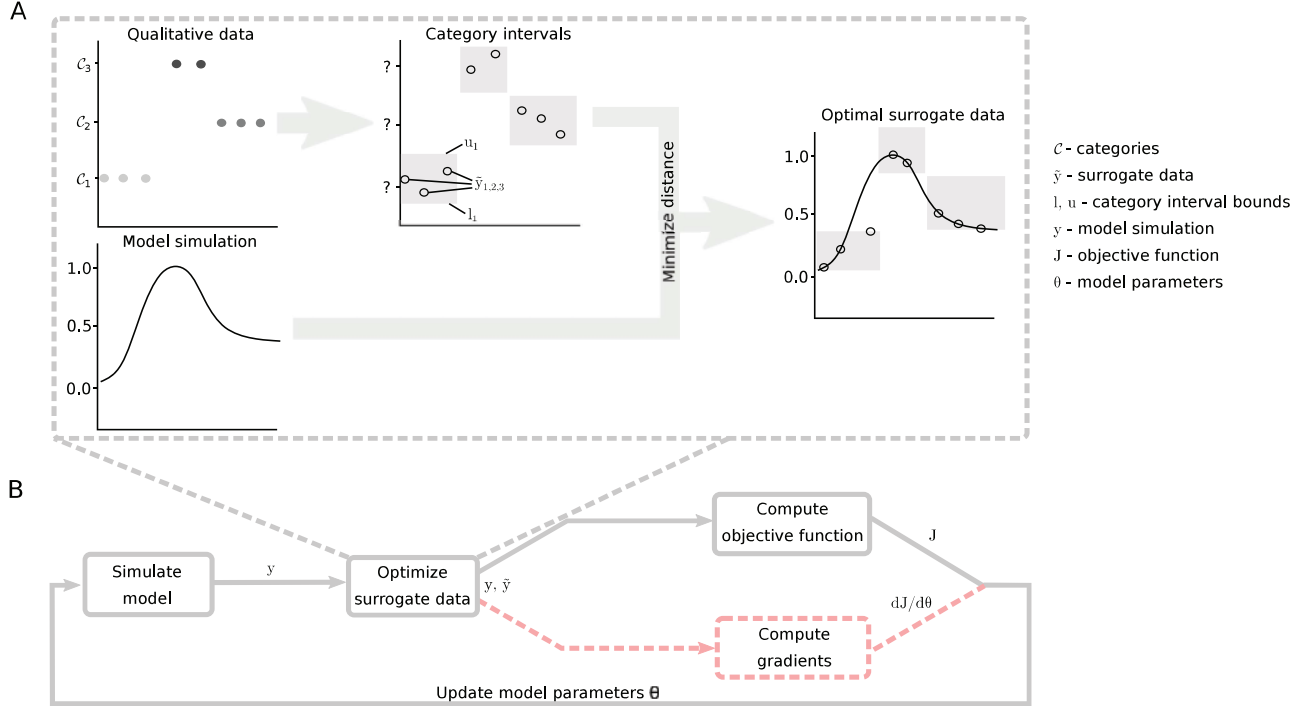 A
Qualitative data
C₃
C₂
C₁
Category intervals
?
?
?
u₁
ỹ₁,₂,₃
l₁
Model simulation
1.0
0.5
0.0
Minimize distance
Optimal surrogate data
1.0
0.5
0.0
C - categories
ỹ - surrogate data
l, u - category interval bounds
y - model simulation
J - objective function
θ - model parameters
B
Simulate
model
y
Optimize
surrogate data
y, ỹ
Compute
objective function
J
Compute
gradients
dJ/dθ
Update model parameters θ